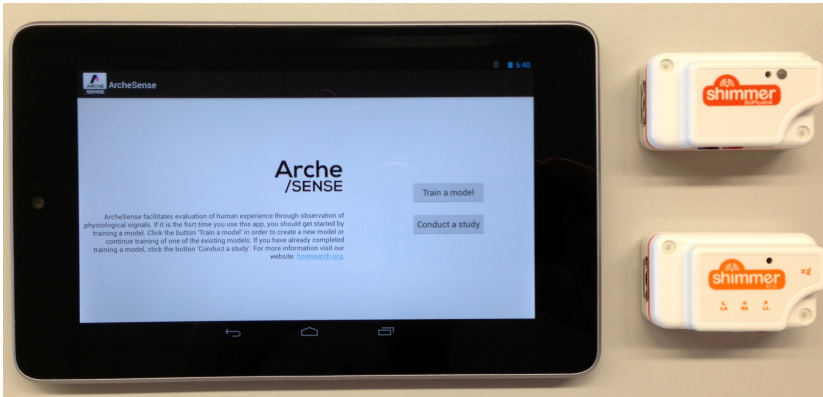 6:40
ARCHE
SENSE
ArcheSense
Arche
/SENSE
Train a model
Conduct a study
ArcheSense facilitates evaluation of human experience through observation of
physiological signals. If it is the fisrt time you use this app, you should get started by
training a model. Click the button 'Train a model' in order to create a new model or
continue training of one of the existing models. If you have already completed
training a model, click the button 'Conduct a study'. For more information visit our
website: hxresearch.org.
shimmer
shimmer